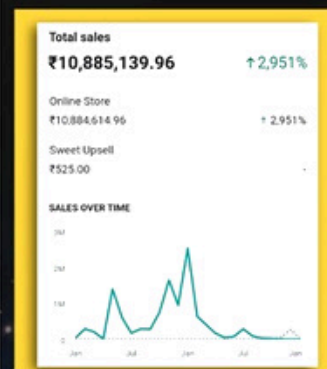 Total sales
₹10,885,139.96 ↑2,951%
Online Store
₹10,884,614.96 ↑ 2,951%
Sweet Upsell
₹525.00 -
SALES OVER TIME
3M
2M
1M
0
Jan Jul Jan Jul Jan